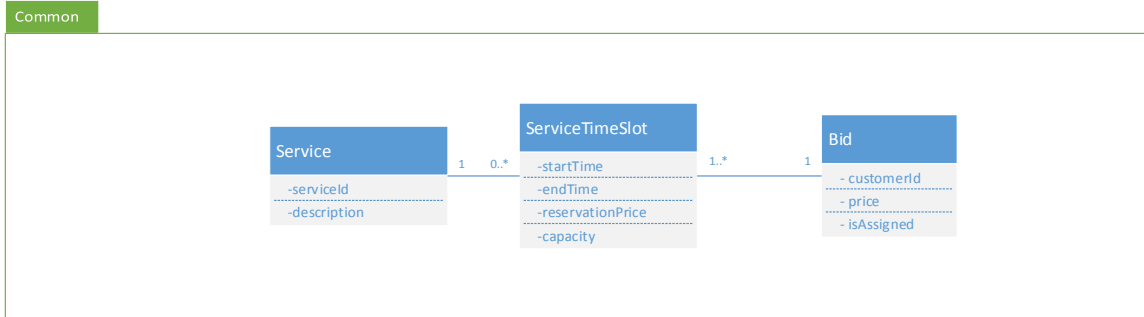 Common
Service
-serviceId
-description
1
0..*
ServiceTimeSlot
-startTime
-endTime
-reservationPrice
-capacity
1..*
1
Bid
- customerId
- price
- isAssigned